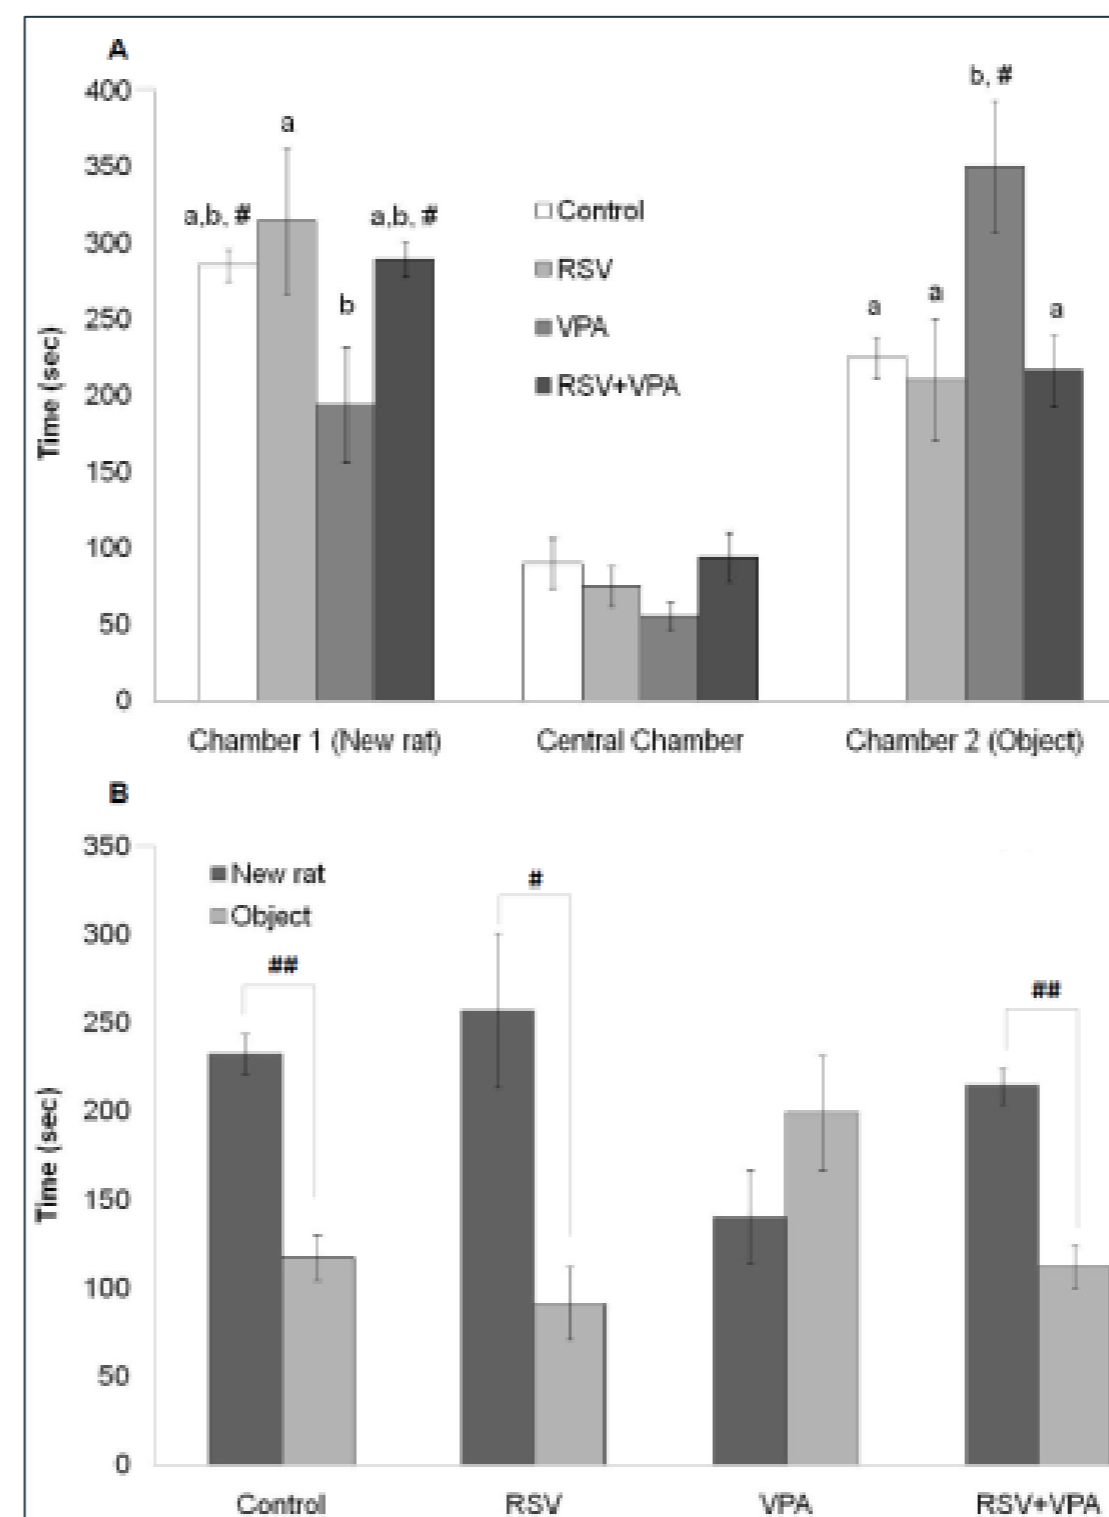 A
400
350
300
250
200
150
100
50
0
Time (sec)
a,b, #
a
b
a,b, #
Control
RSV
VPA
RSV+VPA
a
a
b, #
a
Chamber 1 (New rat)
Central Chamber
Chamber 2 (Object)
B
350
300
250
200
150
100
50
0
Time (sec)
New rat
Object
##
#
##
Control
RSV
VPA
RSV+VPA